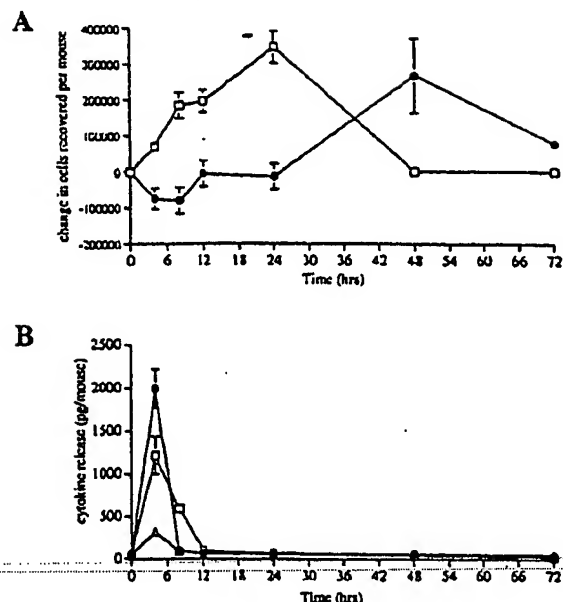 A
change in cells recovered per mouse
400000
300000
200000
100000
0
-100000
-200000
0 6 12 18 24 30 36 42 48 54 60 66 72
Time (hrs)
B
cytokine release (pg/mouse)
2500
2000
1500
1000
500
0
0 6 12 18 24 30 36 42 48 54 60 66 72
Time (hrs)